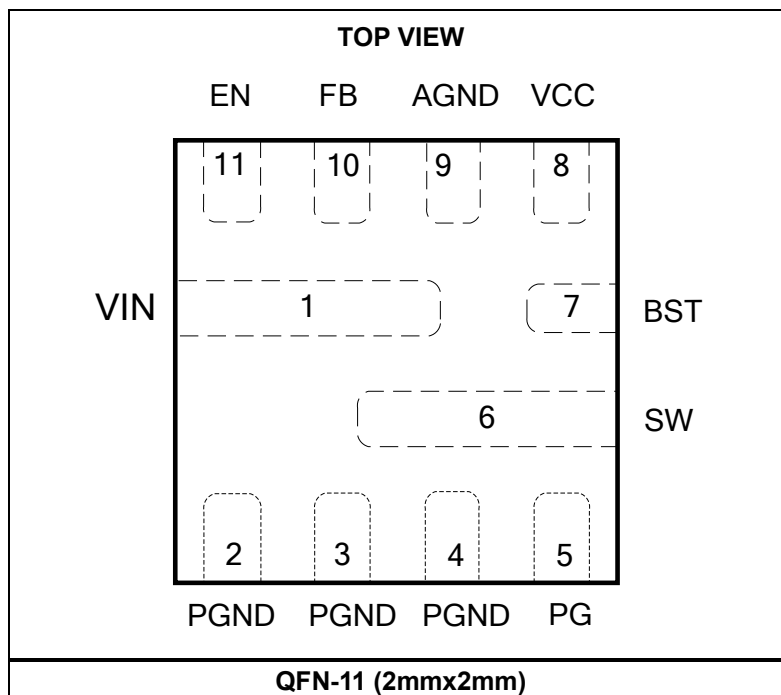 TOP VIEW
EN FB AGND VCC
11 10 9 8
VIN 1 7 BST
6 SW
2 3 4 5
PGND PGND PGND PG
QFN-11 (2mmx2mm)